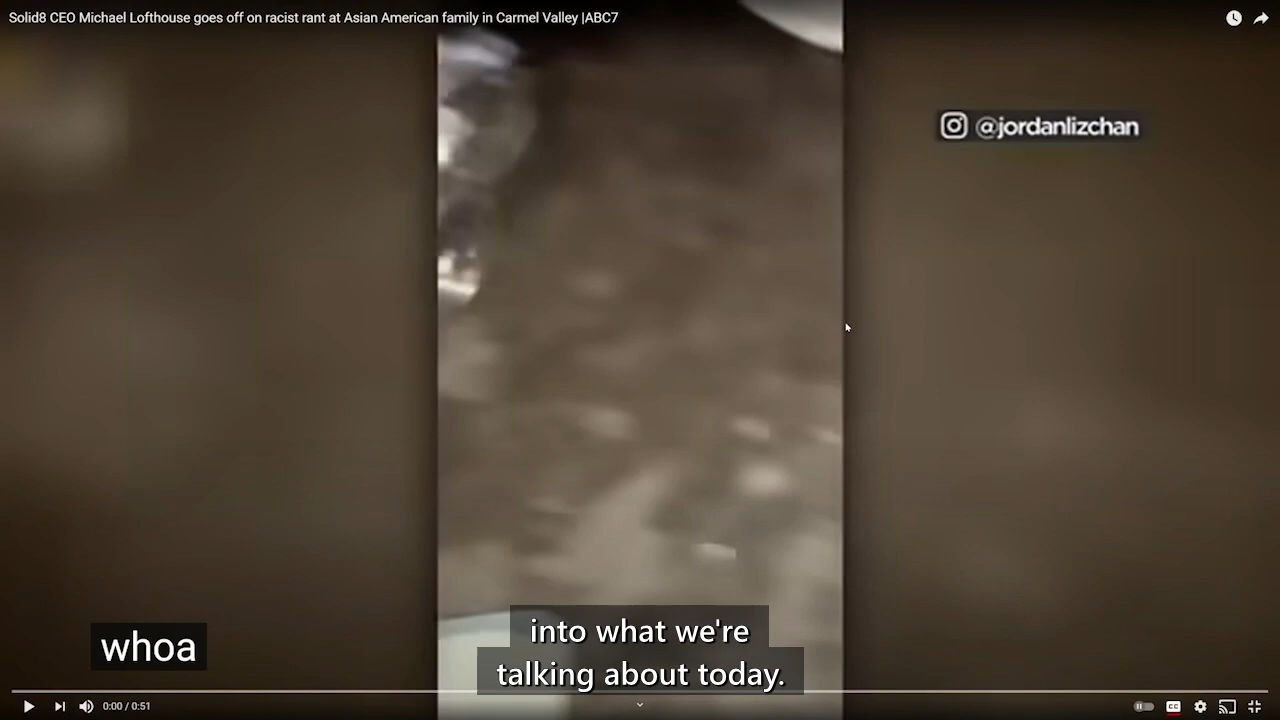 Solid8 CEO Michael Lofthouse goes off on racist rant at Asian American family in Carmel Valley |ABC7
@jordanlizchan
into what we're
whoa
talking about today.
0:00 / 0:51
CC